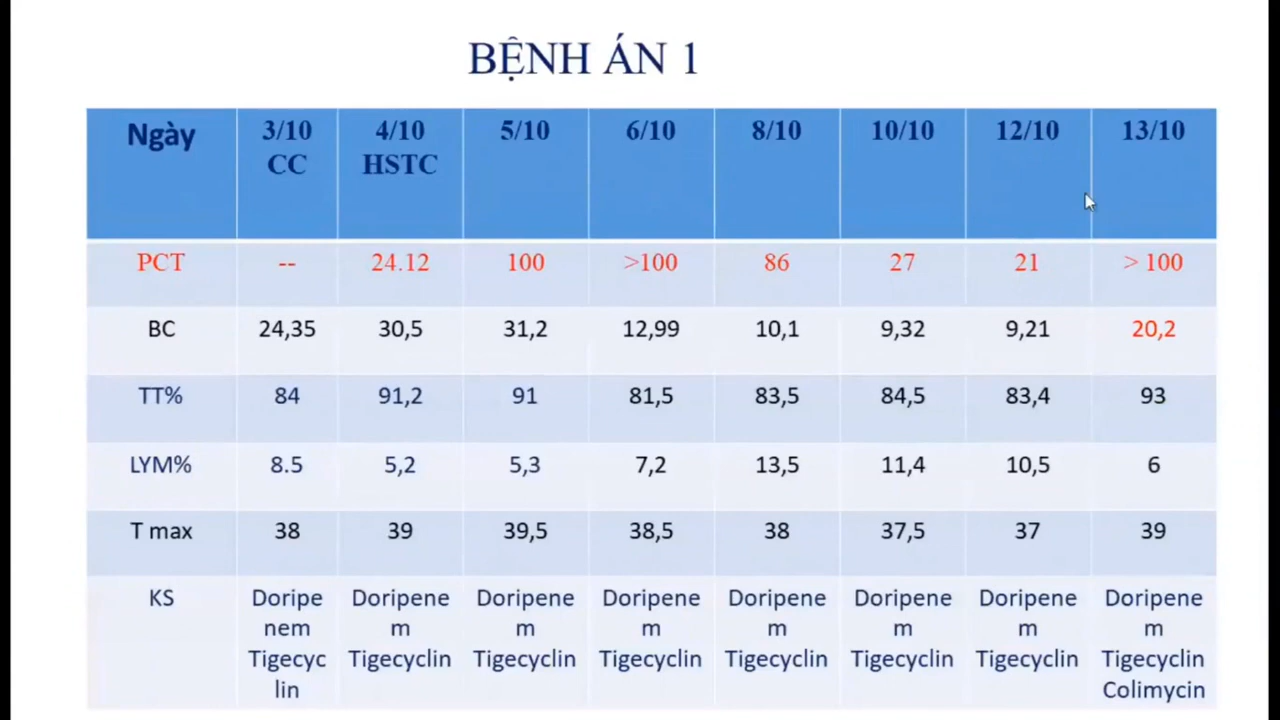 BỆNH ÁN 1
Ngày 3/10 4/10 5/10 6/10 8/10 10/10 12/10 13/10
CC HSTC
PCT -- 24.12 100 >100 86 27 21 > 100
BC 24,35 30,5 31,2 12,99 10,1 9,32 9,21 20,2
TT% 84 91,2 91 81,5 83,5 84,5 83,4 93
LYM% 8.5 5,2 5,3 7,2 13,5 11,4 10,5 6
T max 38 39 39,5 38,5 38 37,5 37 39
KS Doripe Doripene Doripene Doripene Doripene Doripene Doripene Doripene
nem m m m m m m m
Tigecyc Tigecyclin Tigecyclin Tigecyclin Tigecyclin Tigecyclin Tigecyclin Tigecyclin
lin Colimycin